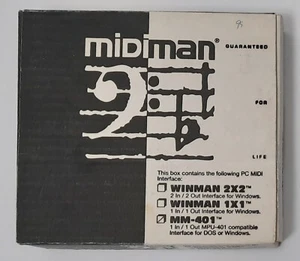 midiman®
GUARANTEED
FOR
LIFE
This box contains the following PC MIDI
Interface:
WINMAN 2X2™
2 In / 2 Out Interface for Windows.
WINMAN 1X1™
1 In / 1 Out Interface for Windows.
MM-401™
1 In / 1 Out MPU-401 compatible
Interface for DOS or Windows.